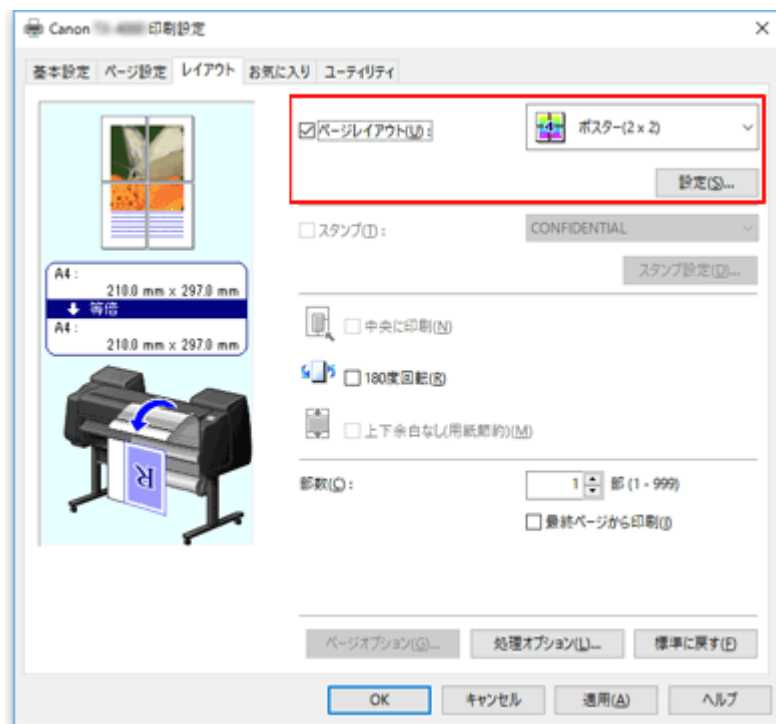 Canon 印刷設定
基本設定 ページ設定 レイアウト お気に入り ユーティリティ
ページレイアウト(U):
4 ポスター(2 x 2)
設定(S)...
スタンプ(T):
CONFIDENTIAL
スタンプ設定(D)...
A4 :
210.0 mm x 297.0 mm
等倍
A4 :
210.0 mm x 297.0 mm
中央に印刷(N)
180度回転(R)
上下余白なし(用紙節約)(M)
R
部数(C):
1 部 (1 - 999)
最終ページから印刷(I)
ページオプション(G)...
処理オプション(L)...
標準に戻す(F)
OK
キャンセル
適用(A)
ヘルプ